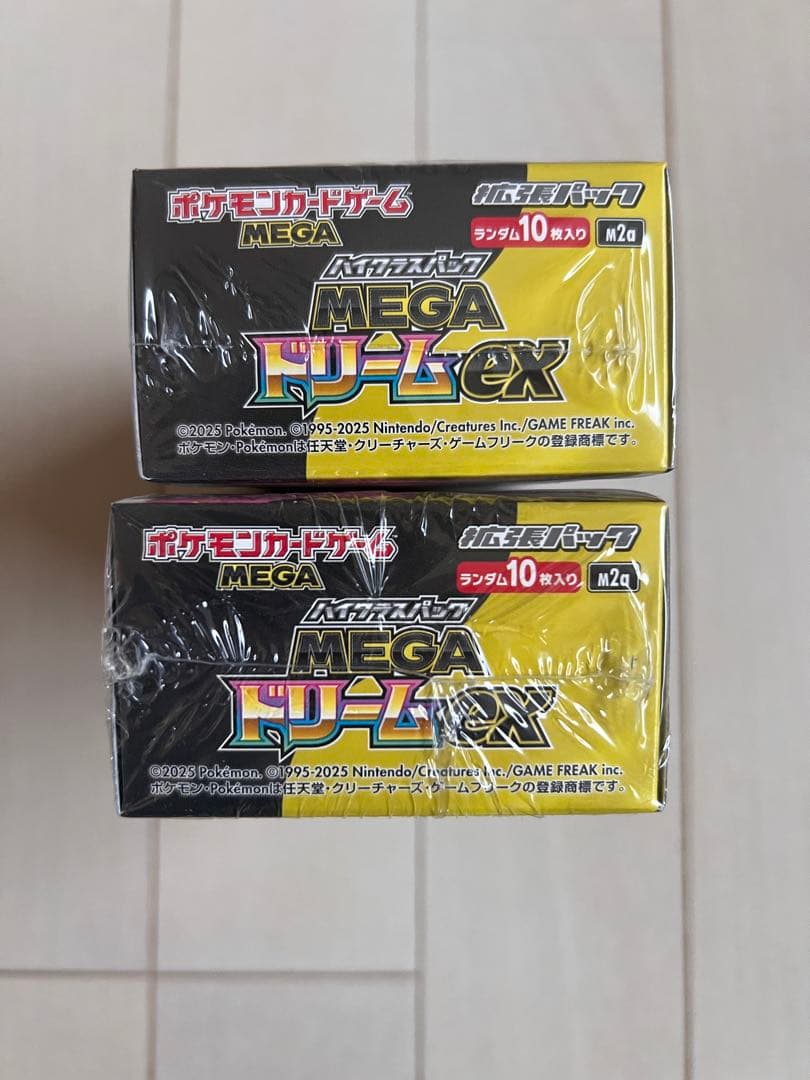 ポケモンカードゲーム
MEGA
拡張パック
ランダム10枚入り M2a
ハイクラスパック
MEGA
ドリームex
©2025 Pokémon. ©1995-2025 Nintendo/Creatures Inc./GAME FREAK inc.
ポケモン・Pokémonは任天堂・クリーチャーズ・ゲームフリークの登録商標です。
ポケモンカードゲーム
MEGA
拡張パック
ランダム10枚入り M2a
ハイクラスパック
MEGA
ドリームex
©2025 Pokémon. ©1995-2025 Nintendo/Creatures Inc./GAME FREAK inc.
ポケモン・Pokémonは任天堂・クリーチャーズ・ゲームフリークの登録商標です。